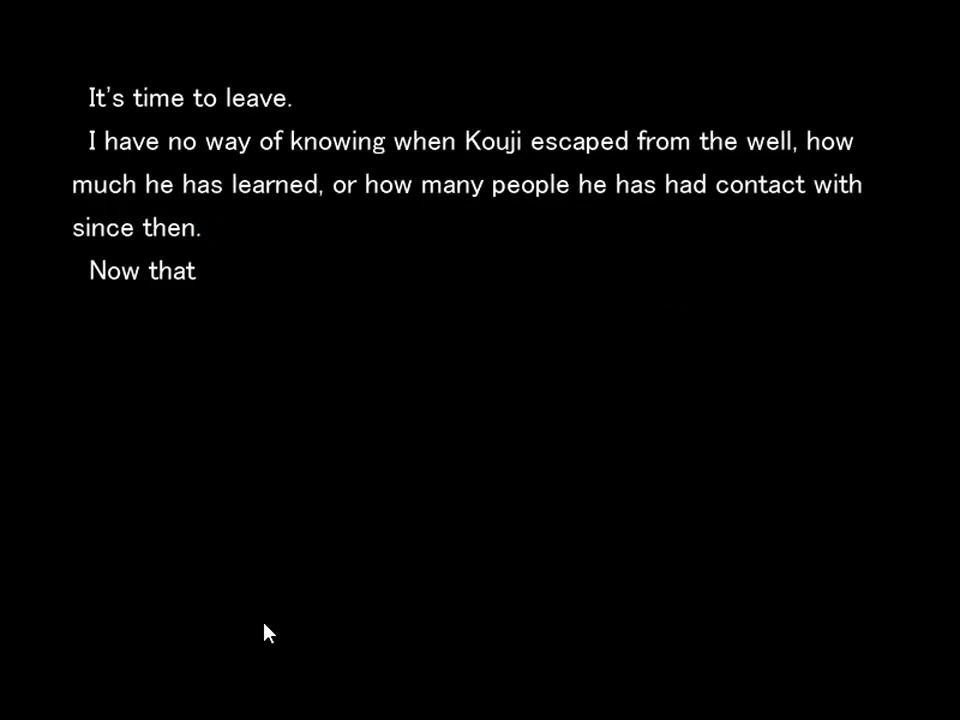 It's time to leave.
I have no way of knowing when Kouji escaped from the well, how
much he has learned, or how many people he has had contact with
since then.
Now that